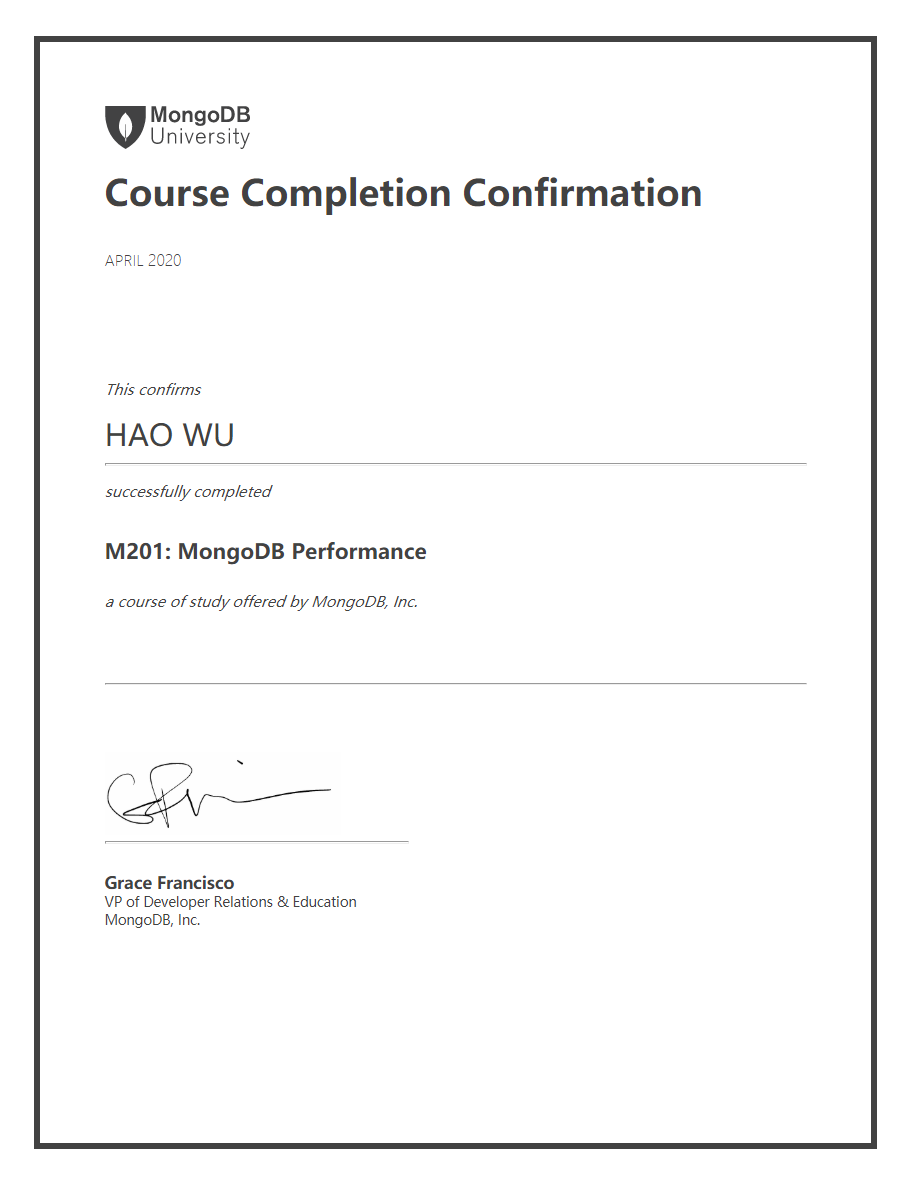 MongoDB
University
Course Completion Confirmation
APRIL 2020
This confirms
HAO WU
successfully completed
M201: MongoDB Performance
a course of study offered by MongoDB, Inc.
Grace Francisco
VP of Developer Relations & Education
MongoDB, Inc.